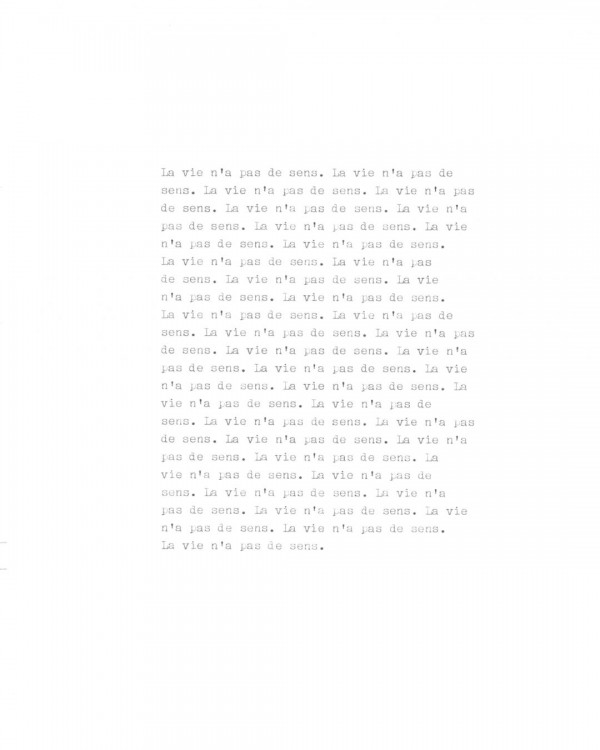 La vie n'a pas de sens. La vie n'a pas de
sens. La vie n'a pas de sens. La vie n'a pas
de sens. La vie n'a pas de sens. La vie n'a
pas de sens. La vie n'a pas de sens. La vie
n'a pas de sens. La vie n'a pas de sens.
La vie n'a pas de sens. La vie n'a pas
de sens. La vie n'a pas de sens. La vie
n'a pas de sens. La vie n'a pas de sens.
La vie n'a pas de sens. La vie n'a pas de
sens. La vie n'a pas de sens. La vie n'a pas
de sens. La vie n'a pas de sens. La vie n'a
pas de sens. La vie n'a pas de sens. La vie
n'a pas de sens. La vie n'a pas de sens. La
vie n'a pas de sens. La vie n'a pas de
sens. La vie n'a pas de sens. La vie n'a pas
de sens. La vie n'a pas de sens. La vie n'a
pas de sens. La vie n'a pas de sens. La
vie n'a pas de sens. La vie n'a pas de
sens. La vie n'a pas de sens. La vie n'a
pas de sens. La vie n'a pas de sens. La vie
n'a pas de sens. La vie n'a pas de sens.
La vie n'a pas de sens.